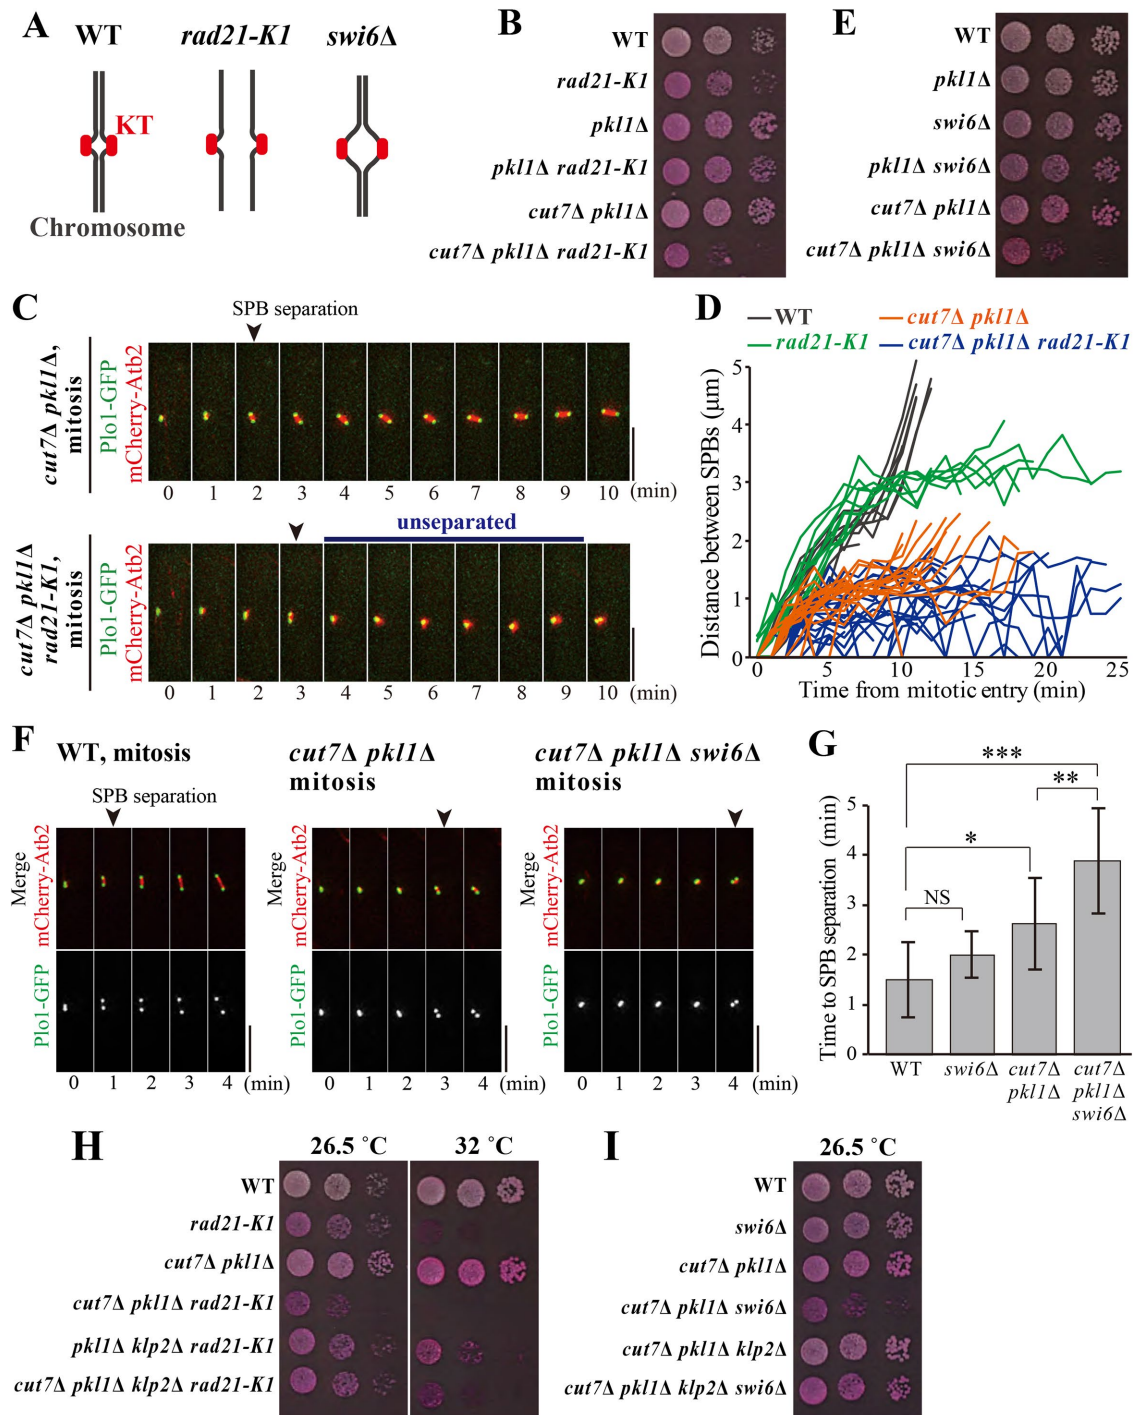 A
WT
rad21-K1
swi6Δ
KT
Chromosome
B
WT
rad21-K1
pkl1Δ
pkl1Δ rad21-K1
cut7Δ pkl1Δ
cut7Δ pkl1Δ rad21-K1
E
WT
pkl1Δ
swi6Δ
pkl1Δ swi6Δ
cut7Δ pkl1Δ
cut7Δ pkl1Δ swi6Δ
C
SPB separation
cut7Δ pkl1Δ,
mitosis
Plo1-GFP
mCherry-Atb2
0 1 2 3 4 5 6 7 8 9 10 (min)
unseparated
cut7Δ pkl1Δ
rad21-K1,
mitosis
Plo1-GFP
mCherry-Atb2
0 1 2 3 4 5 6 7 8 9 10 (min)
D
WT
cut7Δ pkl1Δ
rad21-K1
cut7Δ pkl1Δ rad21-K1
Distance between SPBs (μm)
5
4
3
2
1
0
0 5 10 15 20 25
Time from mitotic entry (min)
F
WT, mitosis
SPB separation
Merge
mCherry-Atb2
Plo1-GFP
0 1 2 3 4 (min)
cut7Δ pkl1Δ
mitosis
Merge
mCherry-Atb2
Plo1-GFP
0 1 2 3 4 (min)
cut7Δ pkl1Δ swi6Δ
mitosis
Merge
mCherry-Atb2
Plo1-GFP
0 1 2 3 4 (min)
G
Time to SPB separation (min)
5
4
3
2
1
0
***
**
*
NS
WT
swi6Δ
cut7Δ
pkl1Δ
cut7Δ
pkl1Δ
swi6Δ
H
26.5 ˚C
32 ˚C
WT
rad21-K1
cut7Δ pkl1Δ
cut7Δ pkl1Δ rad21-K1
pkl1Δ klp2Δ rad21-K1
cut7Δ pkl1Δ klp2Δ rad21-K1
I
26.5 ˚C
WT
swi6Δ
cut7Δ pkl1Δ
cut7Δ pkl1Δ swi6Δ
cut7Δ pkl1Δ klp2Δ
cut7Δ pkl1Δ klp2Δ swi6Δ